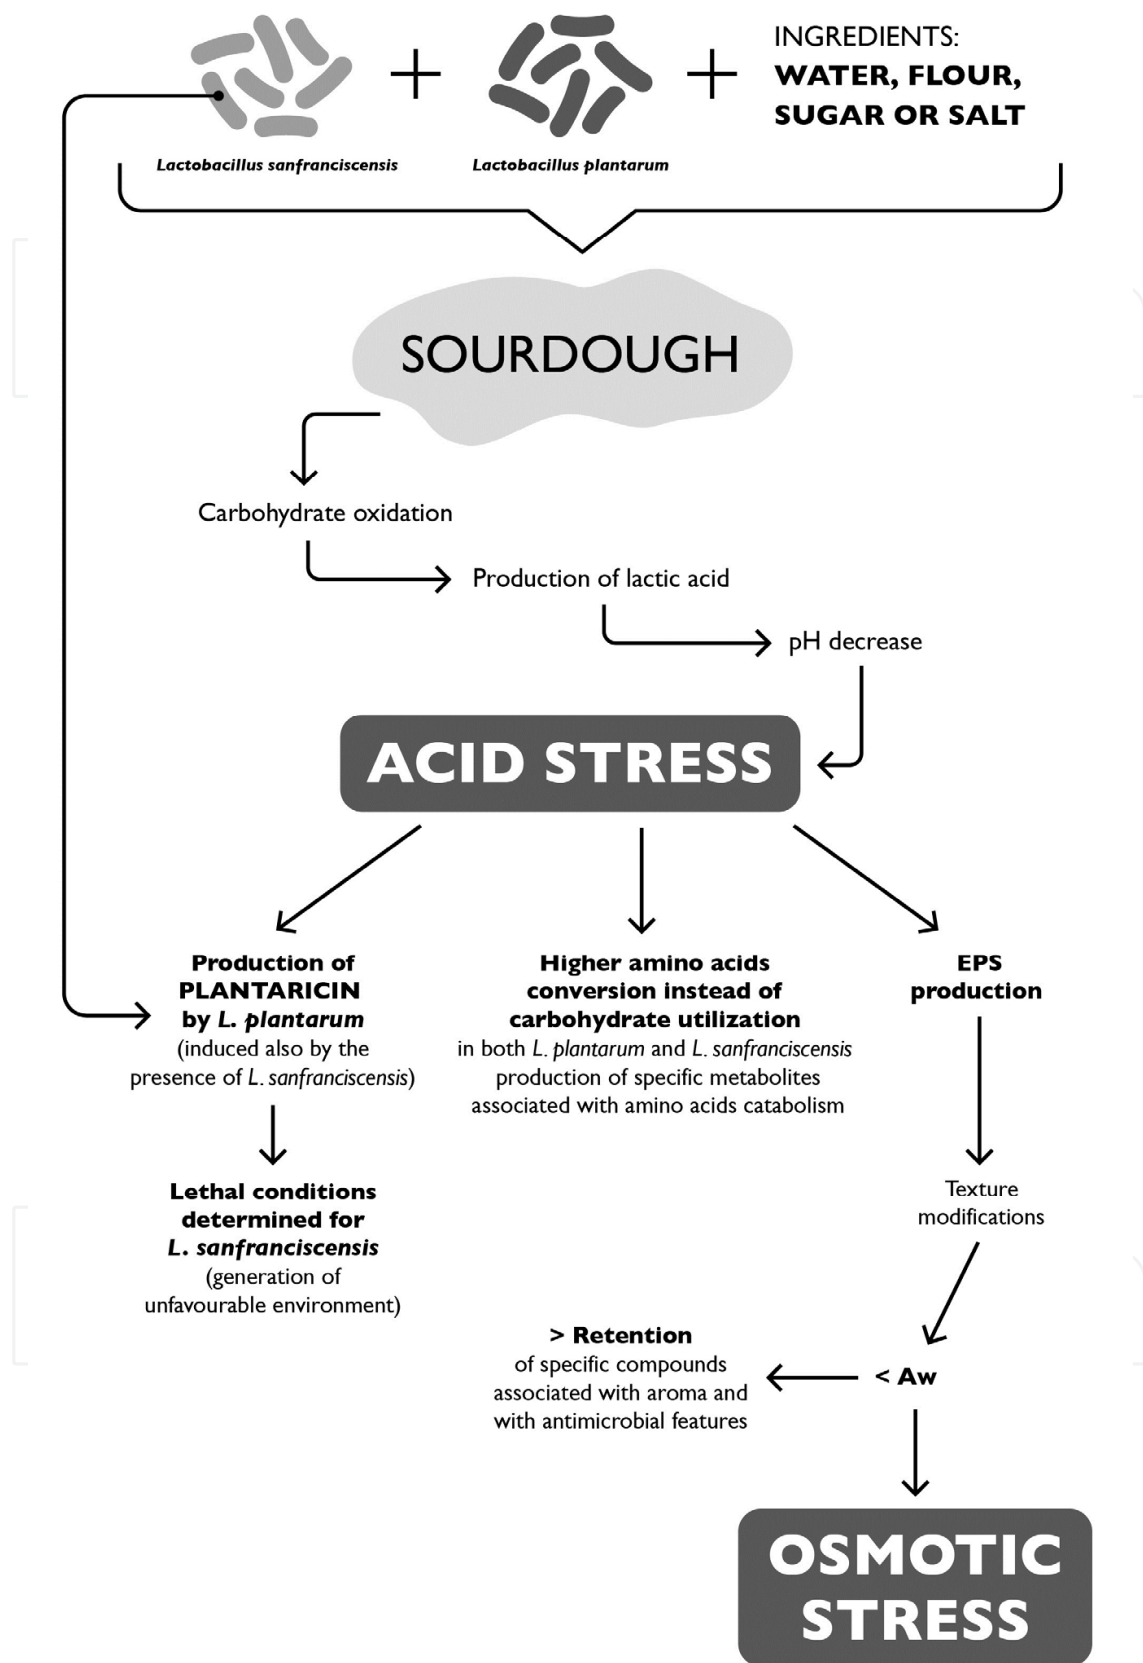 INGREDIENTS:
WATER, FLOUR,
SUGAR OR SALT
Lactobacillus sanfranciscensis
Lactobacillus plantarum
SOURDOUGH
Carbohydrate oxidation
Production of lactic acid
pH decrease
ACID STRESS
Production of
PLANTARICIN
by L. plantarum
(induced also by the
presence of L. sanfranciscensis)
Higher amino acids
conversion instead of
carbohydrate utilization
in both L. plantarum and L. sanfranciscensis
production of specific metabolites
associated with amino acids catabolism
EPS
production
Lethal conditions
determined for
L. sanfranciscensis
(generation of
unfavourable environment)
Texture
modifications
> Retention
of specific compounds
associated with aroma and
with antimicrobial features
< Aw
OSMOTIC
STRESS